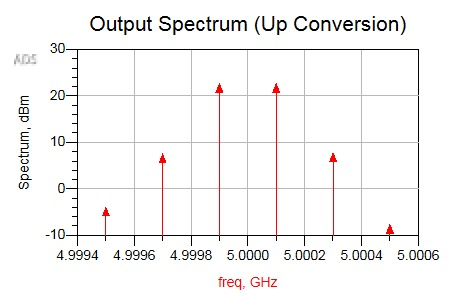 Output Spectrum (Up Conversion)
ADS
30
20
10
0
-10
Spectrum, dBm
4.9994 4.9996 4.9998 5.0000 5.0002 5.0004 5.0006
freq, GHz